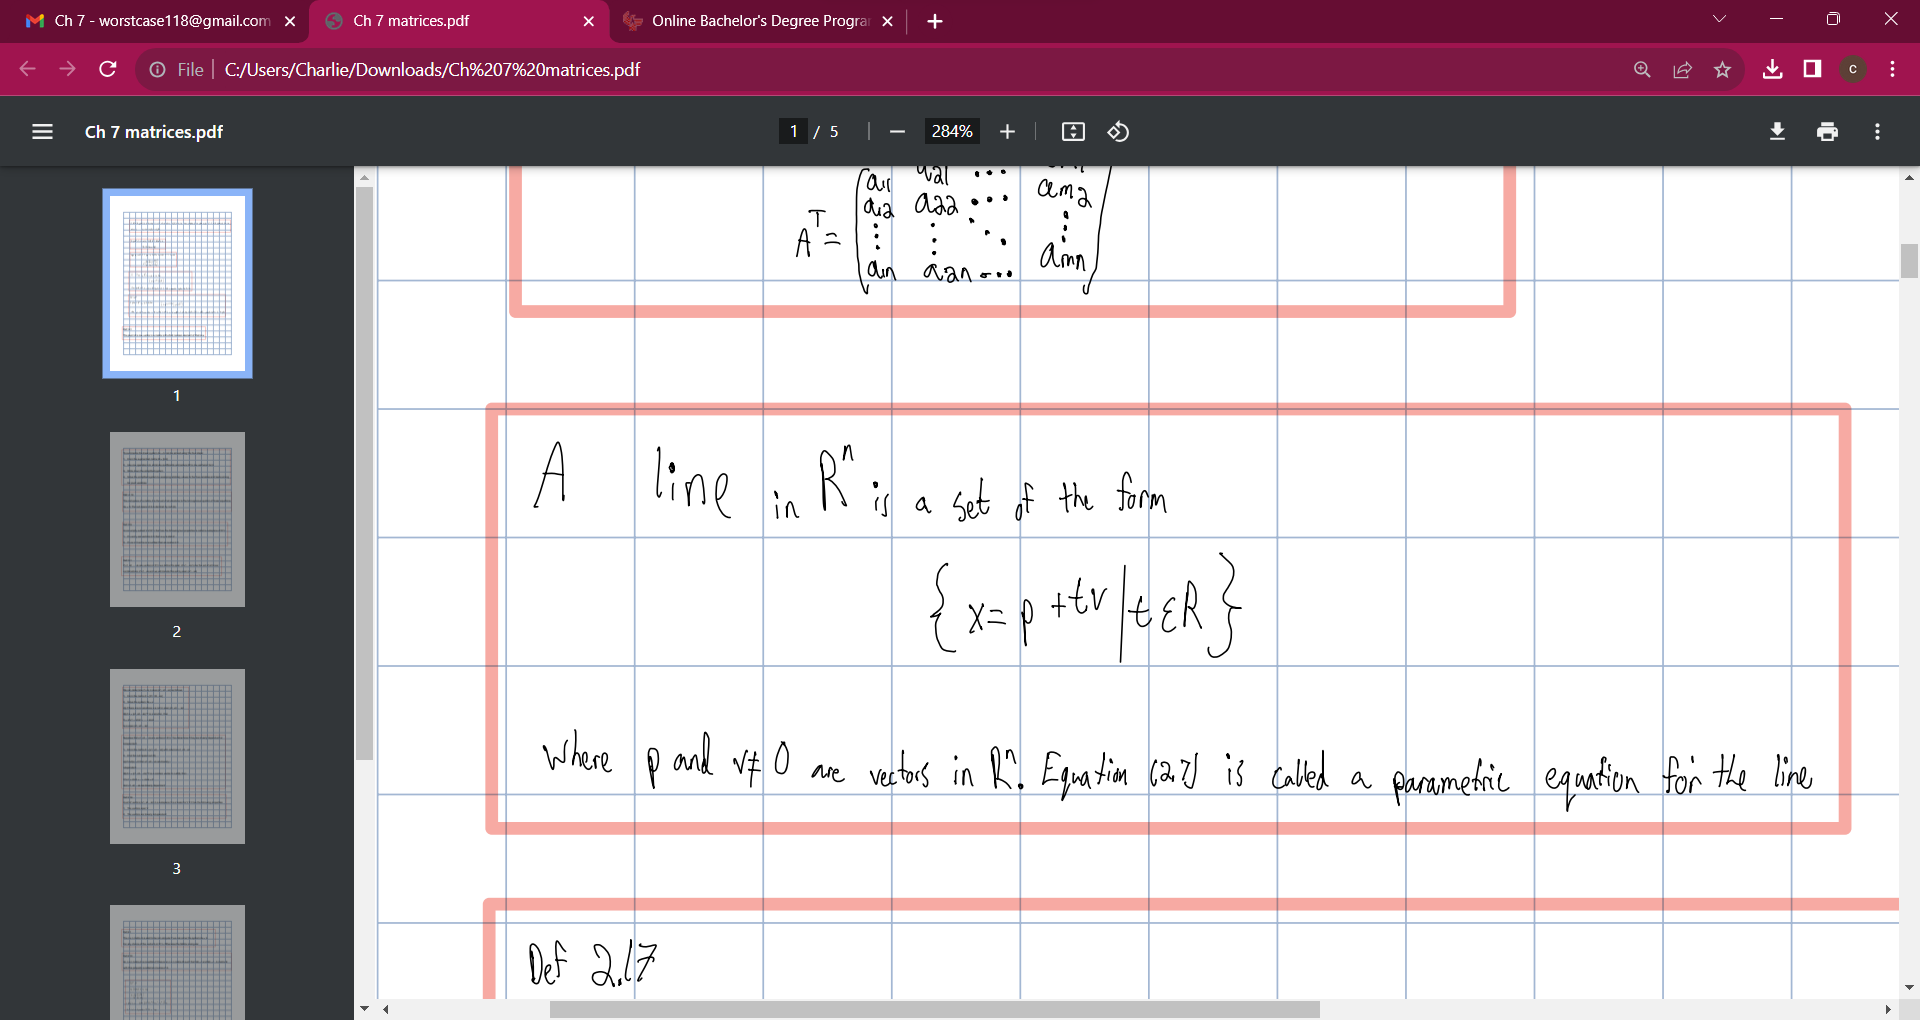 Ch 7 - worstcase118@gmail.com
Ch 7 matrices.pdf
Online Bachelor's Degree Progra
File | C:/Users/Charlie/Downloads/Ch%207%20matrices.pdf
c
Ch 7 matrices.pdf
1 / 5
284%
1
2
3
a11 a21 ...
a12 a22 ... am2
A^T = ⋮ ⋮ ⋱ ⋮
a1n a2n ... amn
A line in R^n is a set of the form
{x = p + tv | t ∈ R}
Where p and v ≠ 0 are vectors in R^n. Equation (2.7) is called a parametric equation for the line
Def 2.17